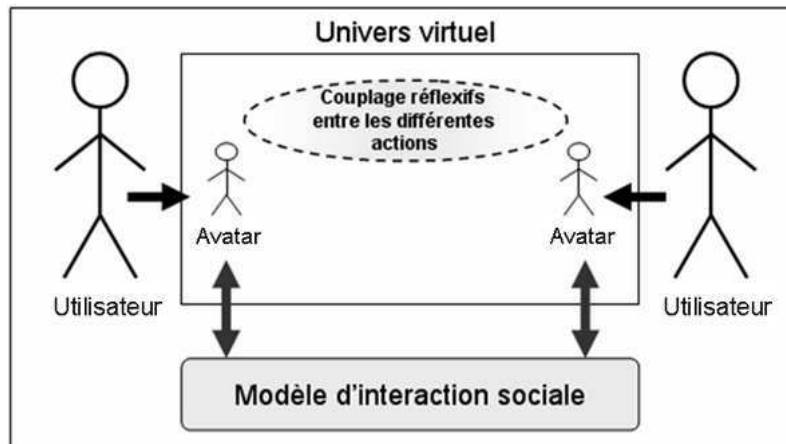 Univers virtuel
Couplage réflexifs
entre les différentes
actions
Avatar
Avatar
Utilisateur
Utilisateur
Modèle d'interaction sociale